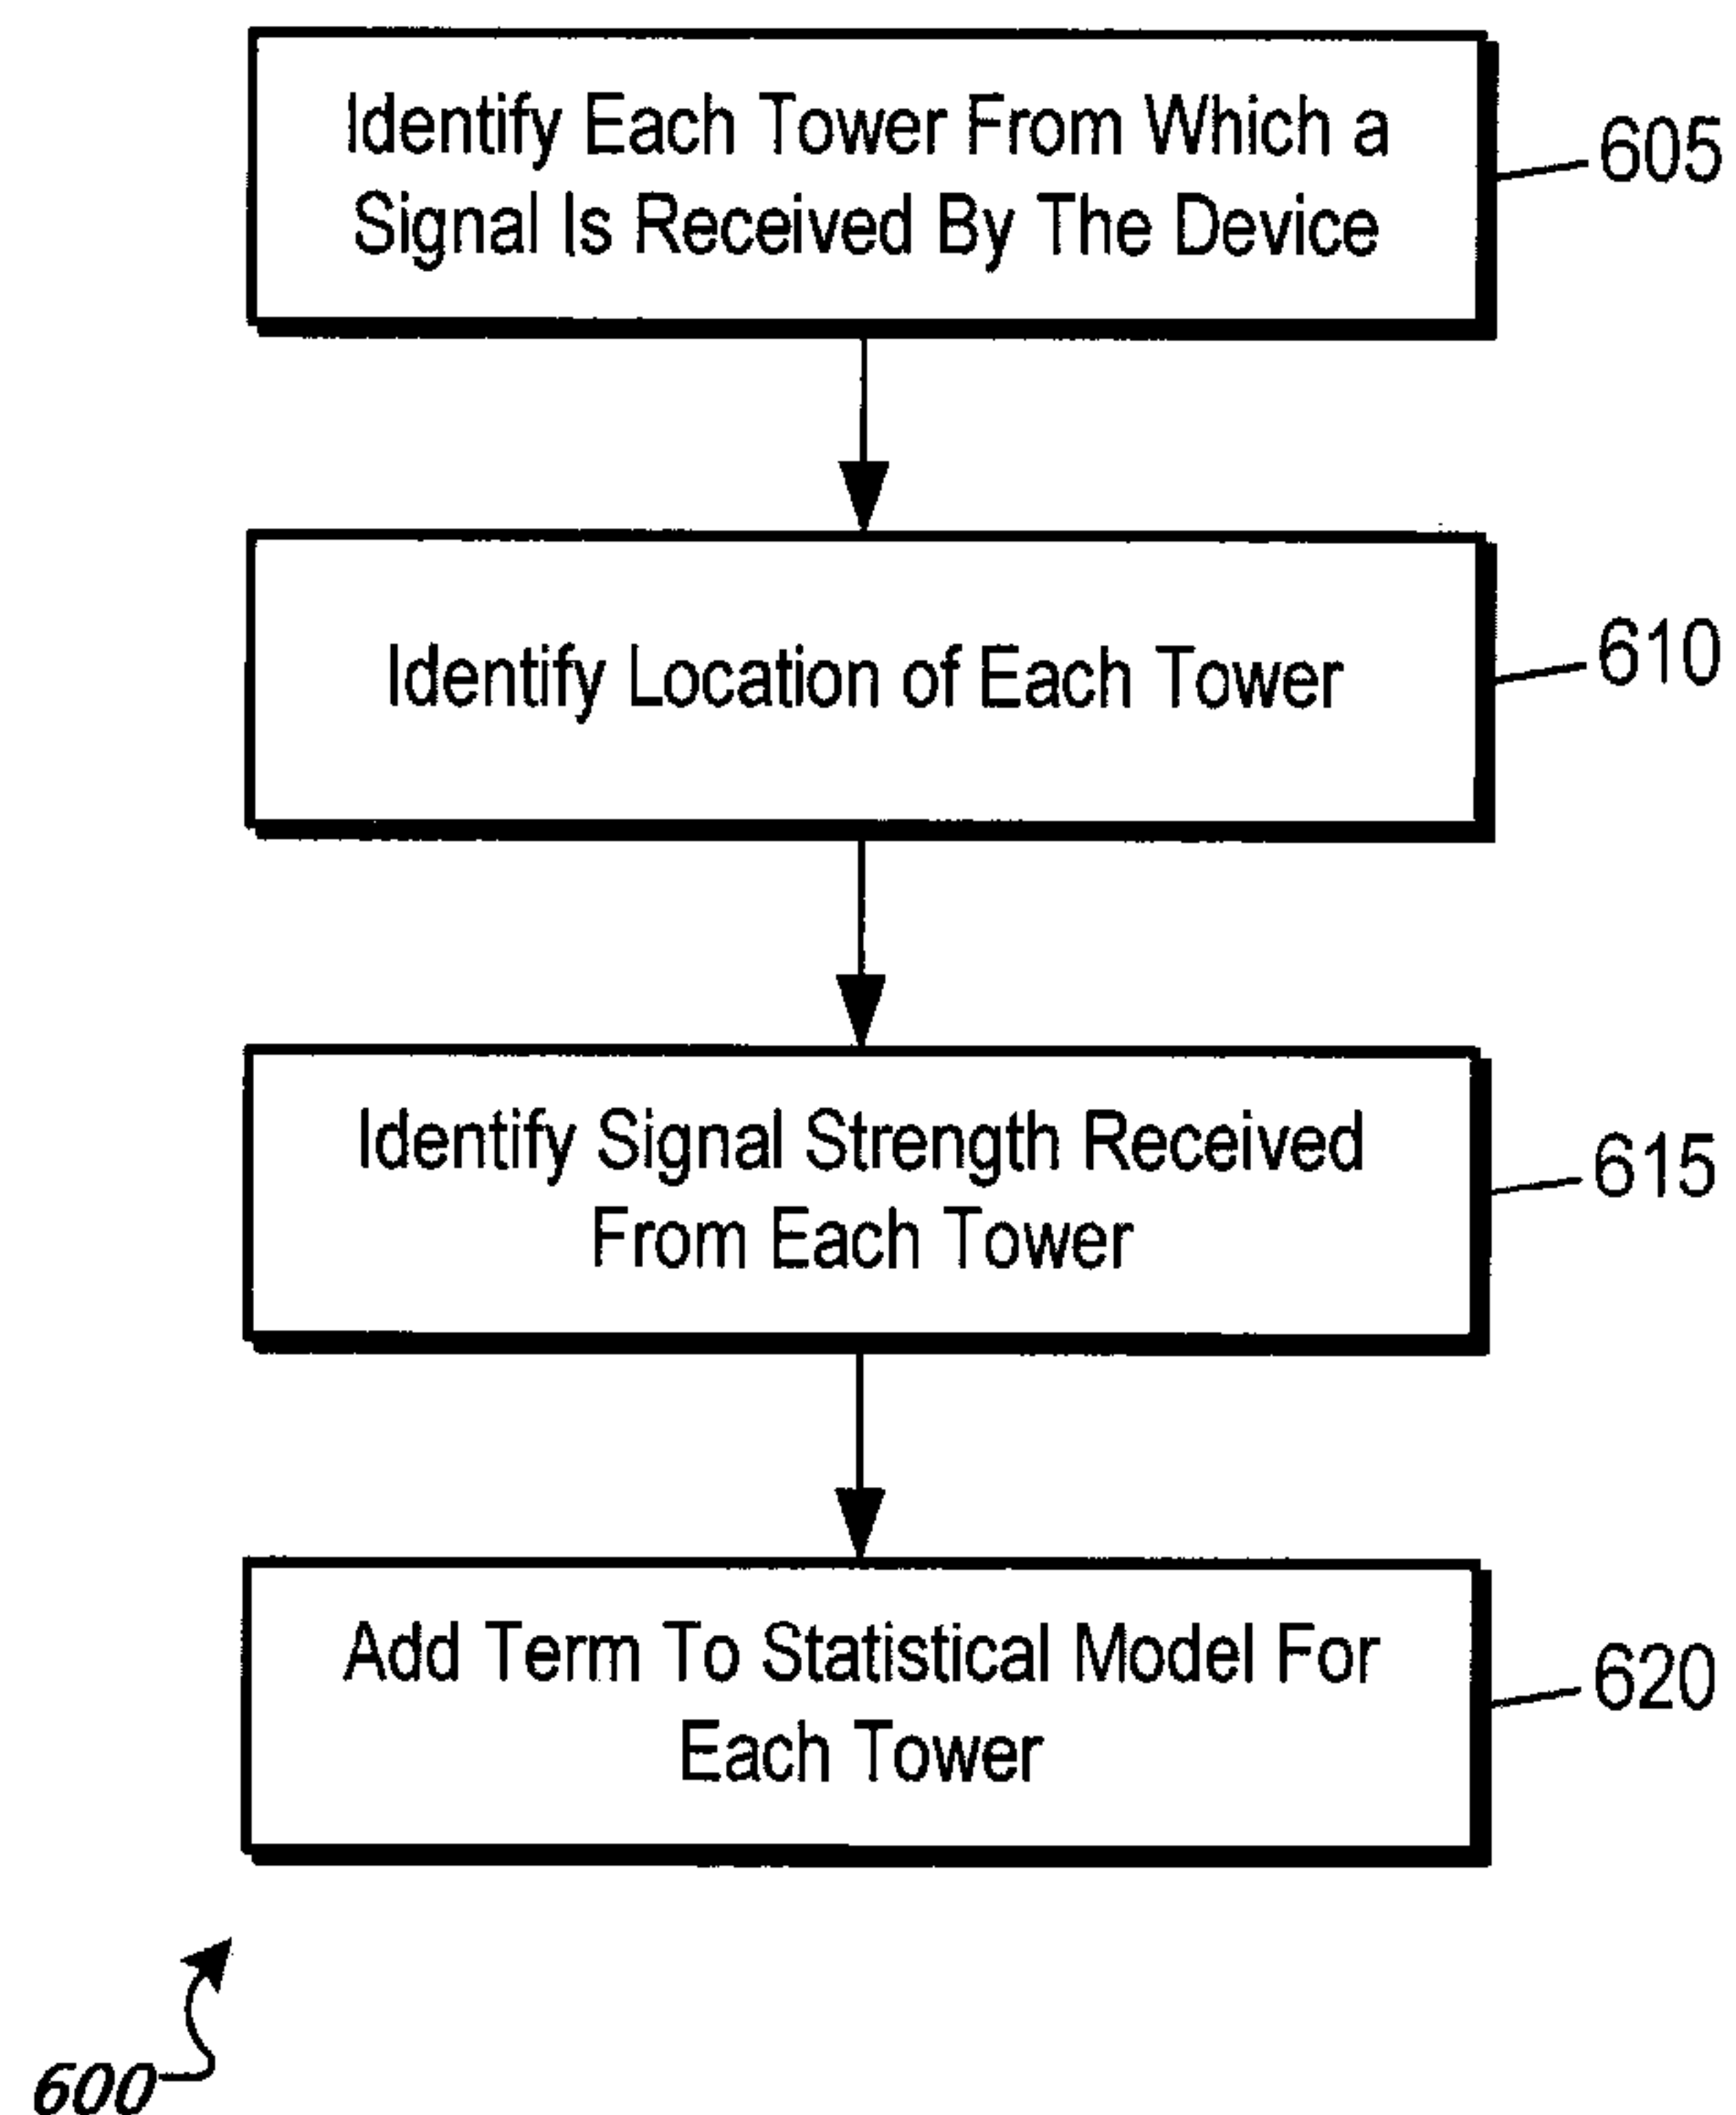 Identify Each Tower From Which a
Signal Is Received By The Device
605
Identify Location of Each Tower
610
Identify Signal Strength Received
From Each Tower
615
Add Term To Statistical Model For
Each Tower
620
600